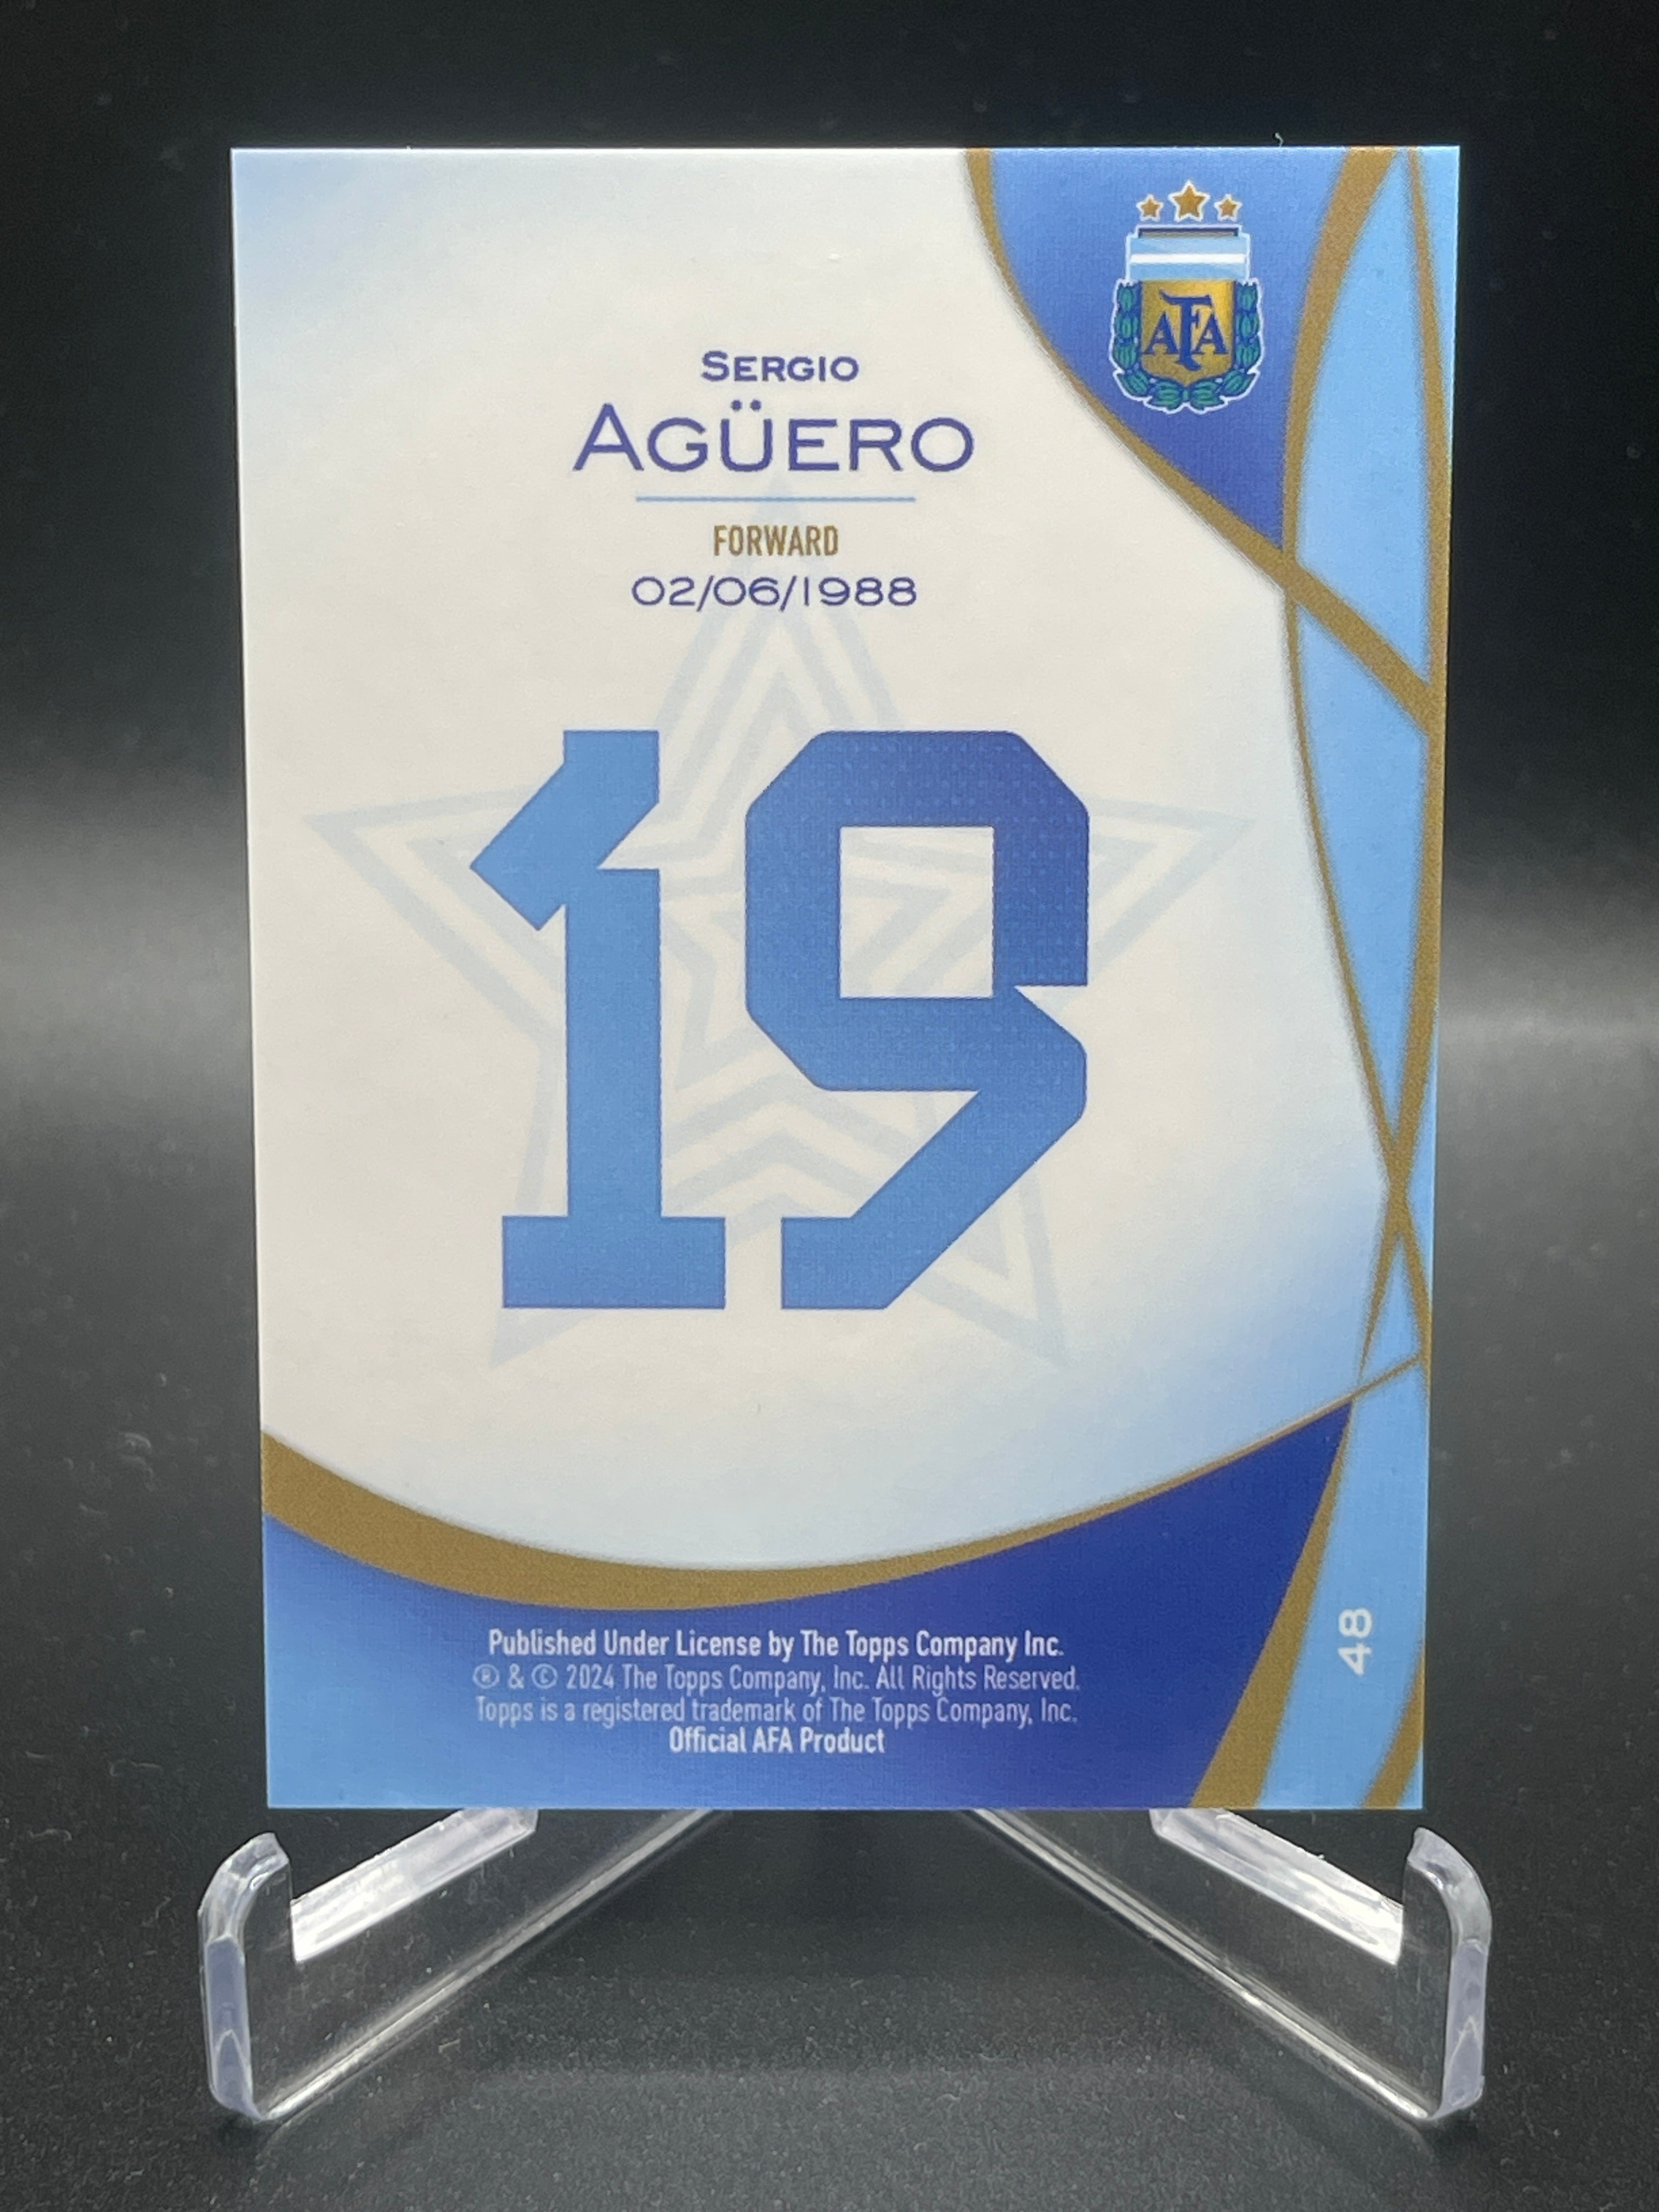 AFA
SERGIO
AGÜERO
FORWARD
02/06/1988
19
48
Published Under License by The Topps Company Inc.
® & © 2024 The Topps Company, Inc. All Rights Reserved.
Topps is a registered trademark of The Topps Company, Inc.
Official AFA Product